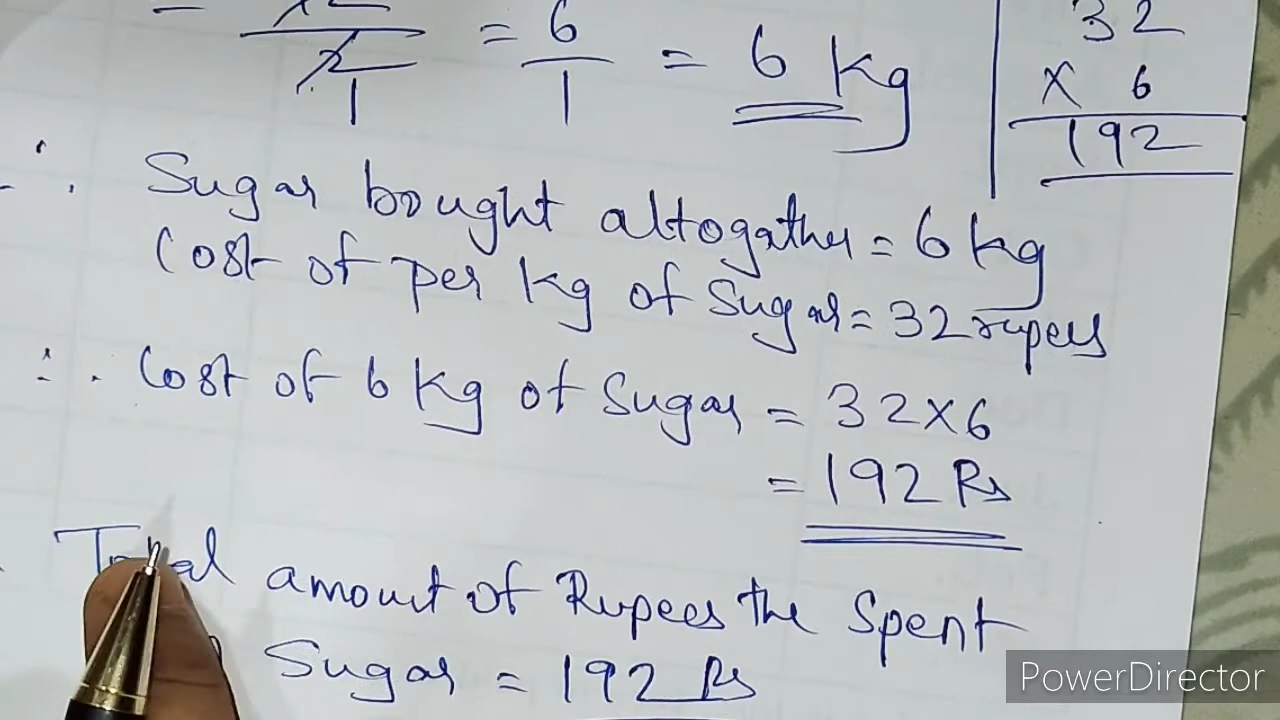 = 6 = 6 kg
2 1
1
32
× 6
192
∴ Sugar bought altogather = 6 kg
Cost of per kg of Sugar = 32 rupees
∴ Cost of 6 kg of Sugar = 32×6
= 192 Rs
Total amount of Rupees the Spent
Sugar = 192 Rs
PowerDirector